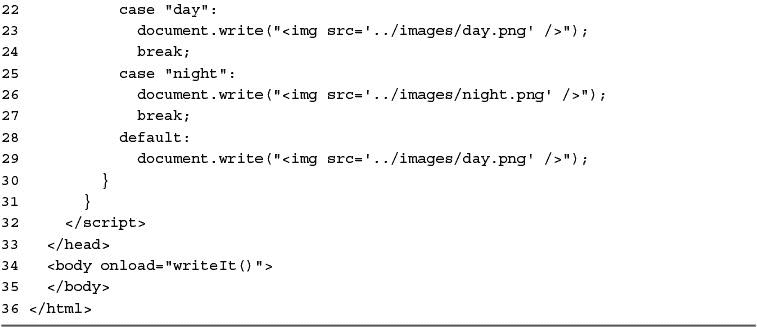 22           case "day":
23             document.write("<img src='../images/day.png' />");
24             break;
25           case "night":
26             document.write("<img src='../images/night.png' />");
27             break;
28           default:
29             document.write("<img src='../images/day.png' />");
30         }
31       }
32     </script>
33   </head>
34   <body onload="writeIt()">
35   </body>
36 </html>